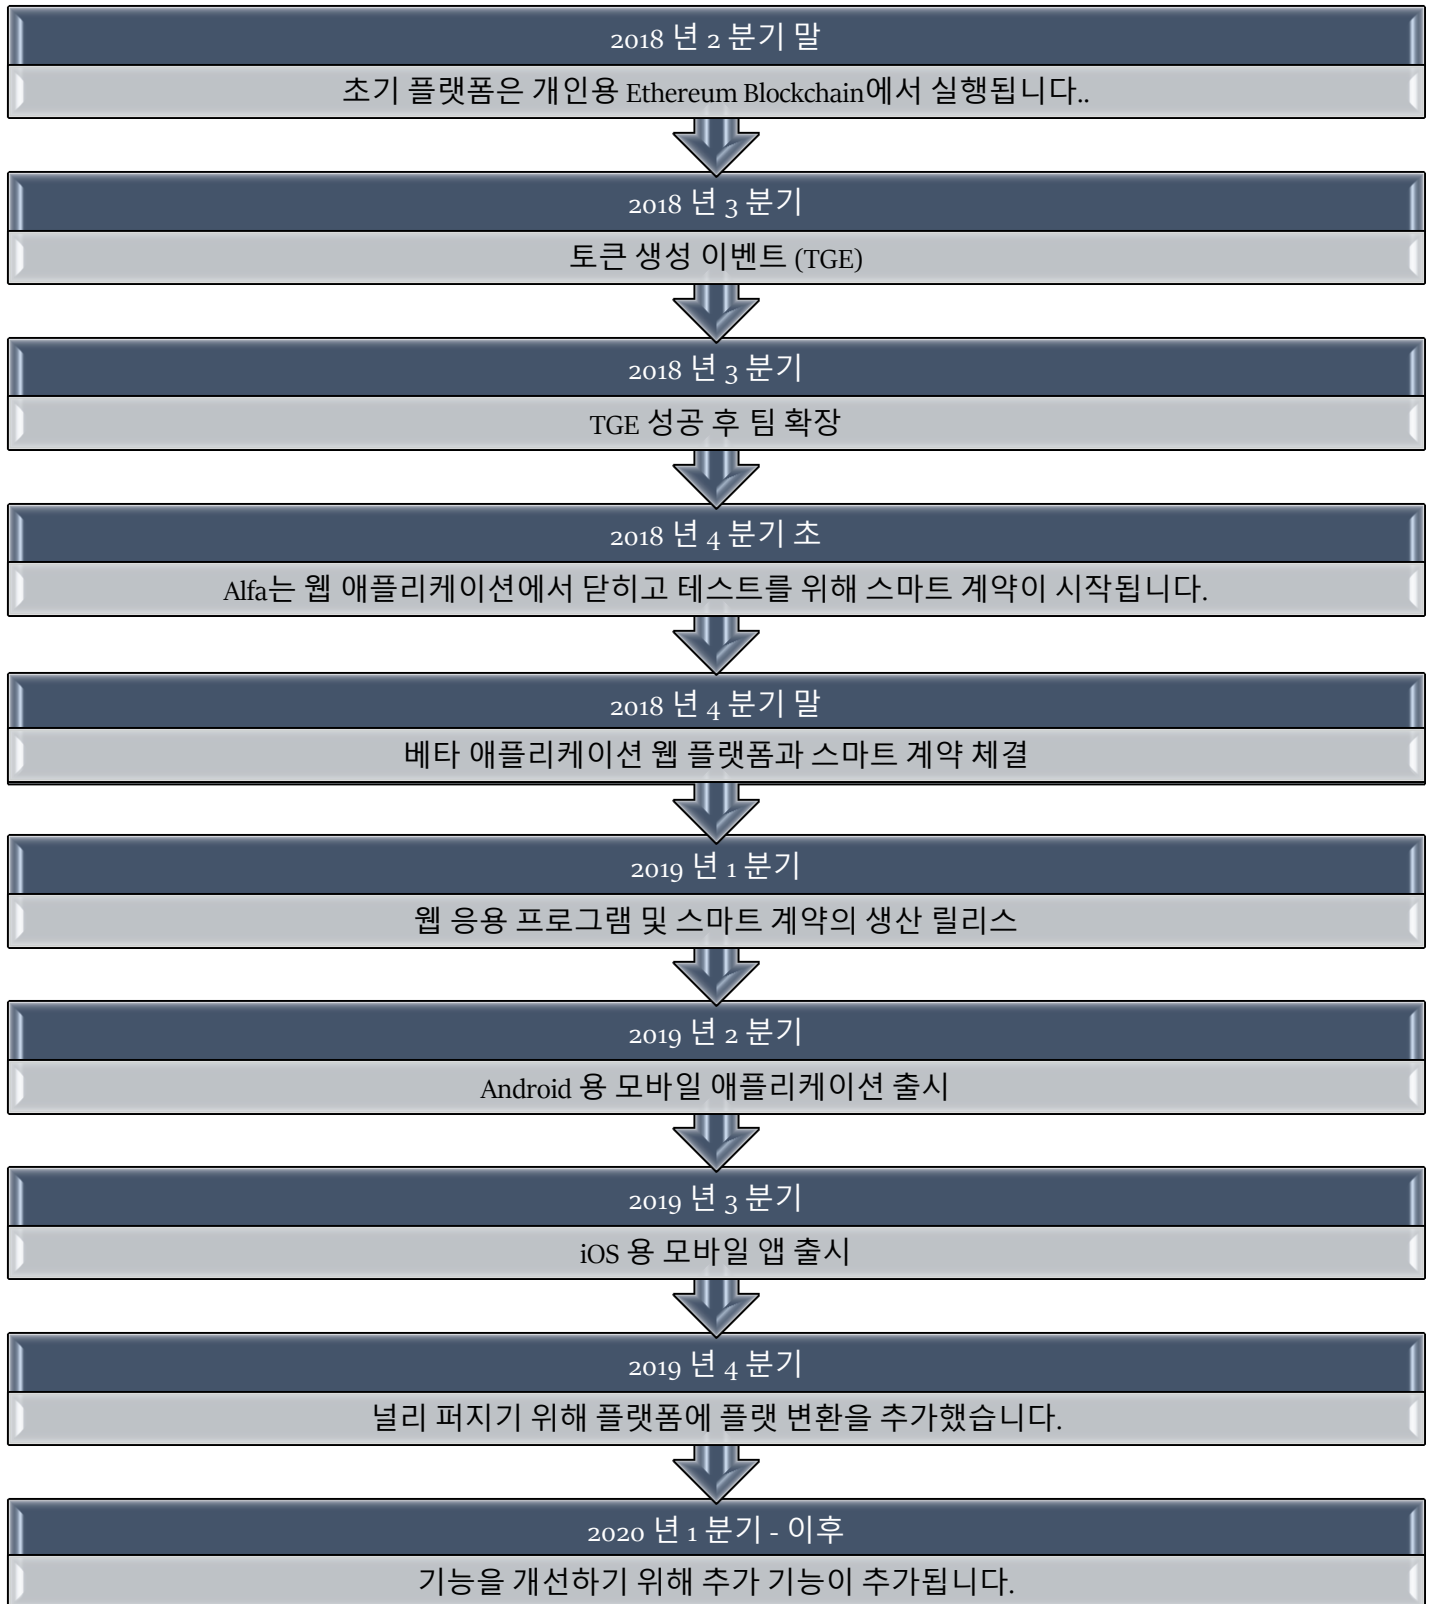 2018 년 2 분기 말
초기 플랫폼은 개인용 Ethereum Blockchain에서 실행됩니다..
2018 년 3 분기
토큰 생성 이벤트 (TGE)
2018 년 3 분기
TGE 성공 후 팀 확장
2018 년 4 분기 초
Alfa는 웹 애플리케이션에서 닫히고 테스트를 위해 스마트 계약이 시작됩니다.
2018 년 4 분기 말
베타 애플리케이션 웹 플랫폼과 스마트 계약 체결
2019 년 1 분기
웹 응용 프로그램 및 스마트 계약의 생산 릴리스
2019 년 2 분기
Android 용 모바일 애플리케이션 출시
2019 년 3 분기
iOS 용 모바일 앱 출시
2019 년 4 분기
널리 퍼지기 위해 플랫폼에 플랫 변환을 추가했습니다.
2020 년 1 분기 - 이후
기능을 개선하기 위해 추가 기능이 추가됩니다.